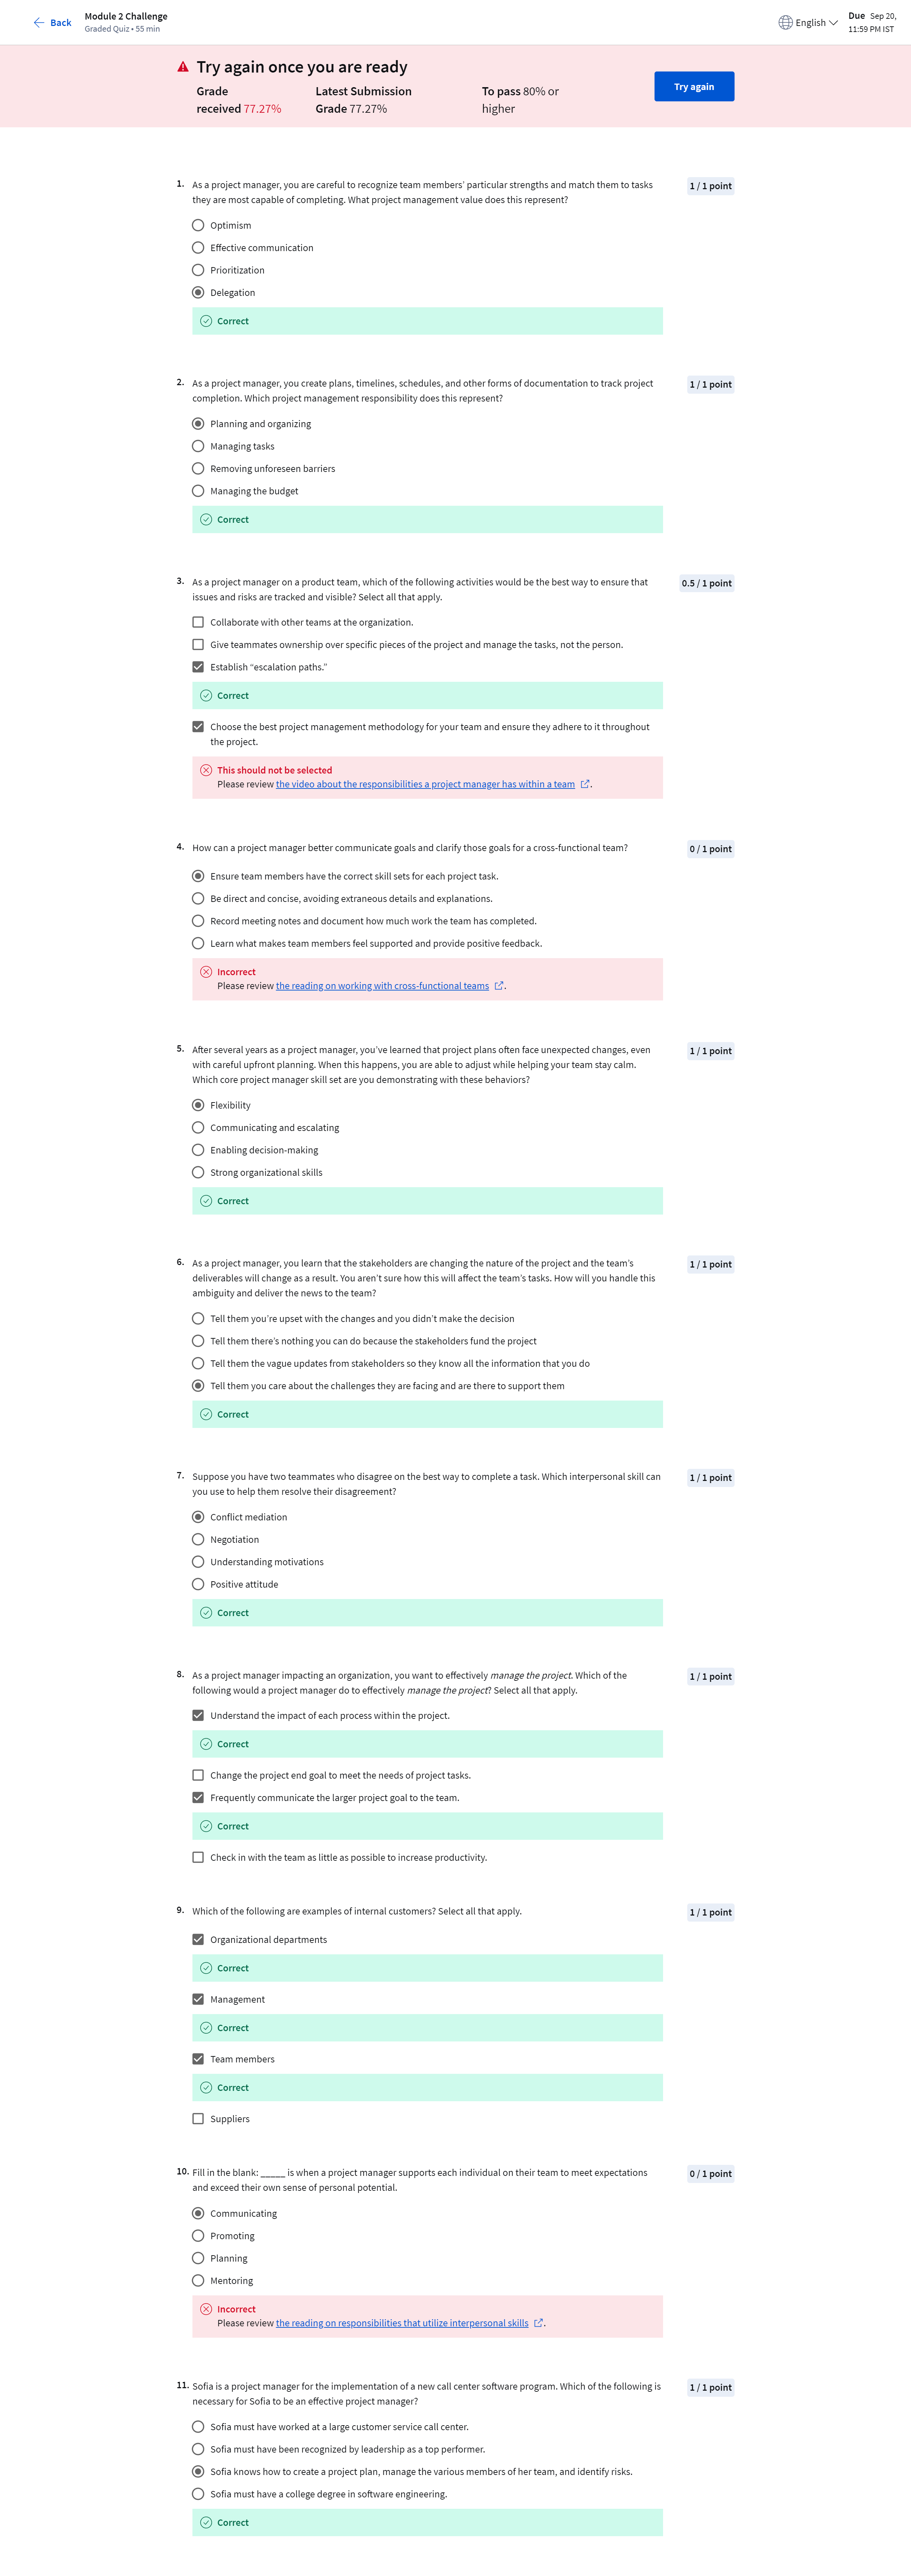 Back
Module 2 Challenge
Graded Quiz • 55 min
English
Due Sep 20,
11:59 PM IST
Try again once you are ready
Grade
received 77.27%
Latest Submission
Grade 77.27%
To pass 80% or
higher
Try again
1. As a project manager, you are careful to recognize team members’ particular strengths and match them to tasks
they are most capable of completing. What project management value does this represent?
1 / 1 point
Optimism
Effective communication
Prioritization
Delegation
Correct
2. As a project manager, you create plans, timelines, schedules, and other forms of documentation to track project
completion. Which project management responsibility does this represent?
1 / 1 point
Planning and organizing
Managing tasks
Removing unforeseen barriers
Managing the budget
Correct
3. As a project manager on a product team, which of the following activities would be the best way to ensure that
issues and risks are tracked and visible? Select all that apply.
0.5 / 1 point
Collaborate with other teams at the organization.
Give teammates ownership over specific pieces of the project and manage the tasks, not the person.
Establish “escalation paths.”
Correct
Choose the best project management methodology for your team and ensure they adhere to it throughout
the project.
This should not be selected
Please review the video about the responsibilities a project manager has within a team .
4. How can a project manager better communicate goals and clarify those goals for a cross-functional team?
0 / 1 point
Ensure team members have the correct skill sets for each project task.
Be direct and concise, avoiding extraneous details and explanations.
Record meeting notes and document how much work the team has completed.
Learn what makes team members feel supported and provide positive feedback.
Incorrect
Please review the reading on working with cross-functional teams .
5. After several years as a project manager, you’ve learned that project plans often face unexpected changes, even
with careful upfront planning. When this happens, you are able to adjust while helping your team stay calm.
Which core project manager skill set are you demonstrating with these behaviors?
1 / 1 point
Flexibility
Communicating and escalating
Enabling decision-making
Strong organizational skills
Correct
6. As a project manager, you learn that the stakeholders are changing the nature of the project and the team’s
deliverables will change as a result. You aren’t sure how this will affect the team’s tasks. How will you handle this
ambiguity and deliver the news to the team?
1 / 1 point
Tell them you’re upset with the changes and you didn’t make the decision
Tell them there’s nothing you can do because the stakeholders fund the project
Tell them the vague updates from stakeholders so they know all the information that you do
Tell them you care about the challenges they are facing and are there to support them
Correct
7. Suppose you have two teammates who disagree on the best way to complete a task. Which interpersonal skill can
you use to help them resolve their disagreement?
1 / 1 point
Conflict mediation
Negotiation
Understanding motivations
Positive attitude
Correct
8. As a project manager impacting an organization, you want to effectively manage the project. Which of the
following would a project manager do to effectively manage the project? Select all that apply.
1 / 1 point
Understand the impact of each process within the project.
Correct
Change the project end goal to meet the needs of project tasks.
Frequently communicate the larger project goal to the team.
Correct
Check in with the team as little as possible to increase productivity.
9. Which of the following are examples of internal customers? Select all that apply.
1 / 1 point
Organizational departments
Correct
Management
Correct
Team members
Correct
Suppliers
10. Fill in the blank: _____ is when a project manager supports each individual on their team to meet expectations
and exceed their own sense of personal potential.
0 / 1 point
Communicating
Promoting
Planning
Mentoring
Incorrect
Please review the reading on responsibilities that utilize interpersonal skills .
11. Sofia is a project manager for the implementation of a new call center software program. Which of the following is
necessary for Sofia to be an effective project manager?
1 / 1 point
Sofia must have worked at a large customer service call center.
Sofia must have been recognized by leadership as a top performer.
Sofia knows how to create a project plan, manage the various members of her team, and identify risks.
Sofia must have a college degree in software engineering.
Correct